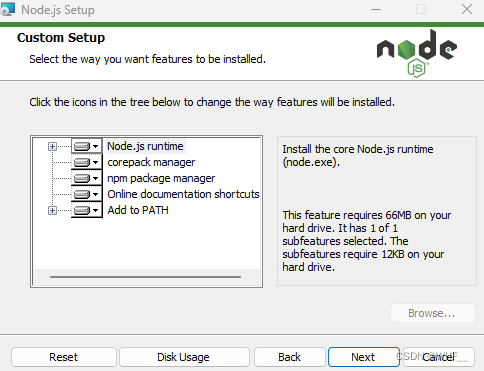 Node.js Setup
Custom Setup
Select the way you want features to be installed.
node
JS
Click the icons in the tree below to change the way features will be installed.
Node.js runtime
corepack manager
npm package manager
Online documentation shortcuts
Add to PATH
Install the core Node.js runtime
(node.exe).
This feature requires 66MB on your
hard drive. It has 1 of 1
subfeatures selected. The
subfeatures require 12KB on your
hard drive.
Browse...
Reset
Disk Usage
Back
Next
Cancel